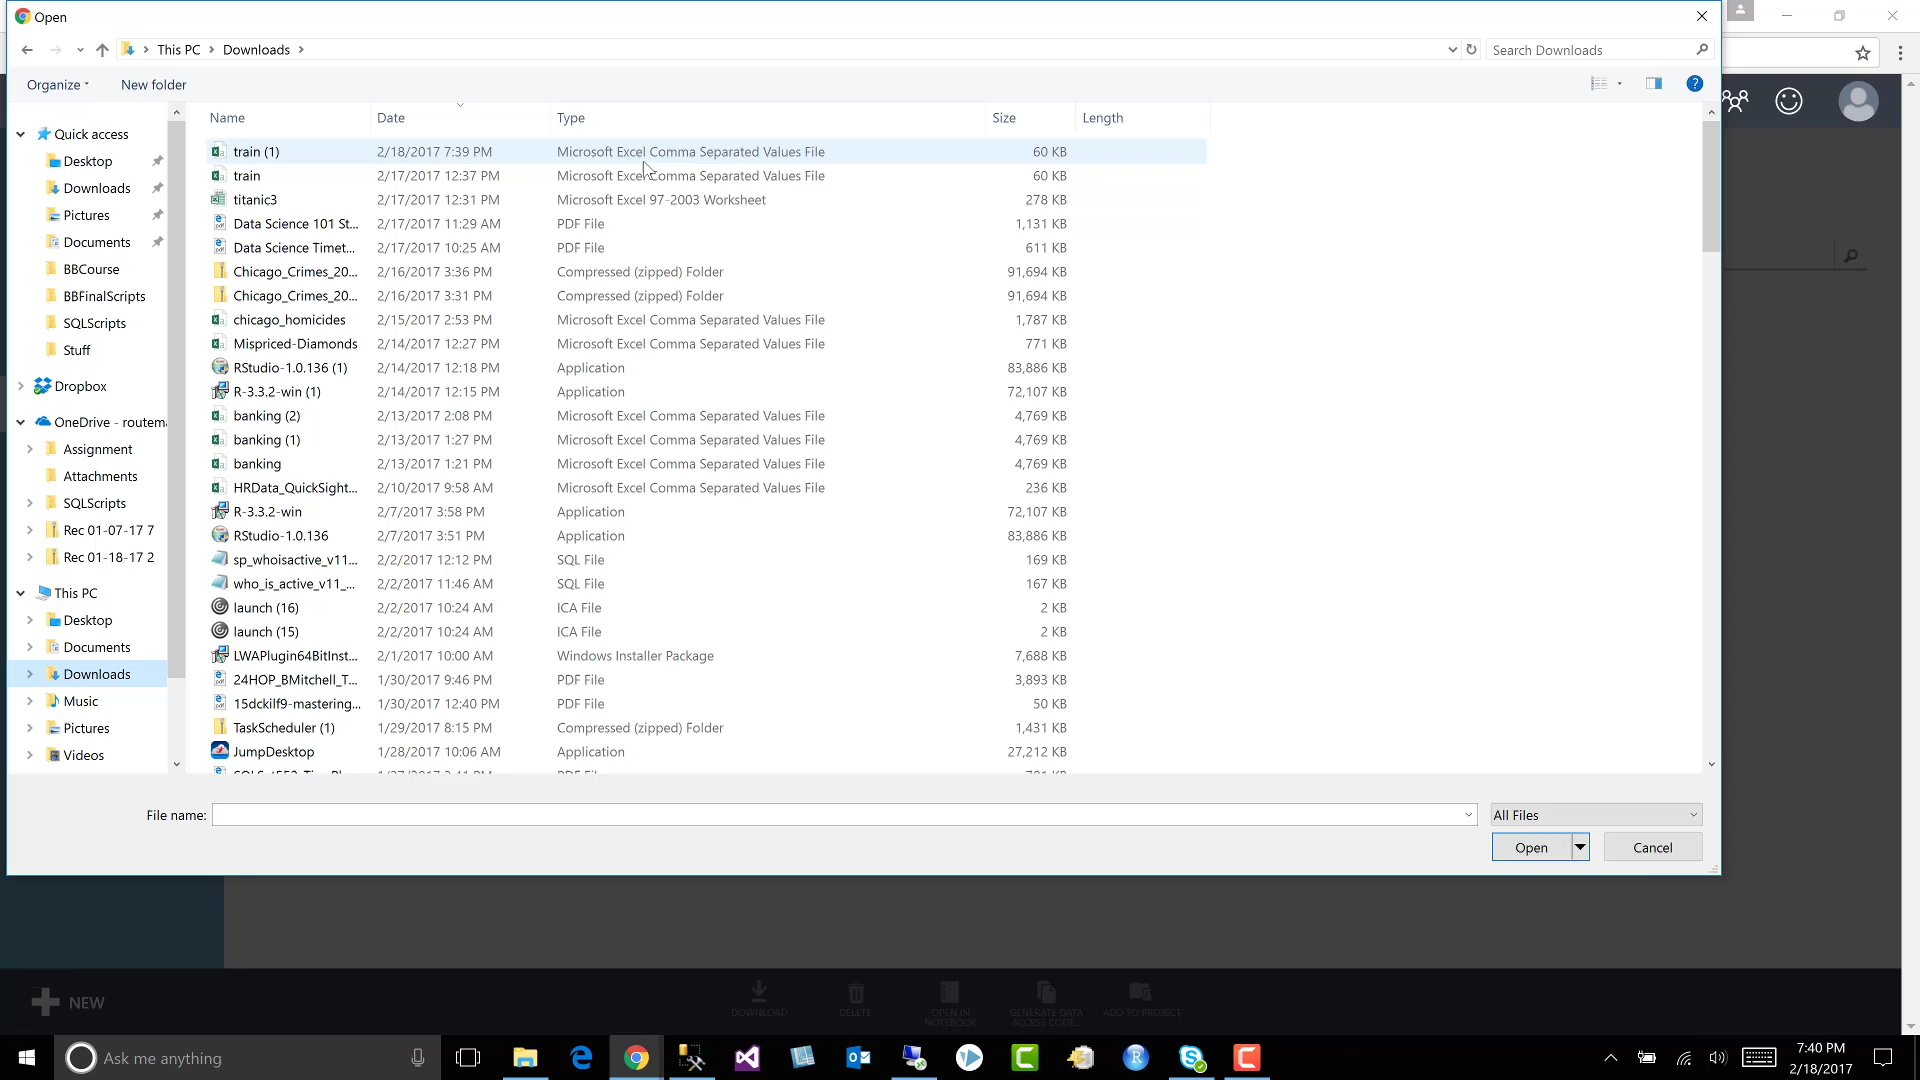 Open
This PC
Downloads
Search Downloads
Organize
New folder
Name
Date
Type
Size
Length
Quick access
Desktop
Downloads
Pictures
Documents
BBCourse
BBFinalScripts
SQLScripts
Stuff
Dropbox
OneDrive - routema
Assignment
Attachments
SQLScripts
Rec 01-07-17 7
Rec 01-18-17 2
This PC
Desktop
Documents
Downloads
Music
Pictures
Videos
train (1) 2/18/2017 7:39 PM Microsoft Excel Comma Separated Values File 60 KB
train 2/17/2017 12:37 PM Microsoft Excel Comma Separated Values File 60 KB
titanic3 2/17/2017 12:31 PM Microsoft Excel 97-2003 Worksheet 278 KB
Data Science 101 St... 2/17/2017 11:29 AM PDF File 1,131 KB
Data Science Timet... 2/17/2017 10:25 AM PDF File 611 KB
Chicago_Crimes_20... 2/16/2017 3:36 PM Compressed (zipped) Folder 91,694 KB
Chicago_Crimes_20... 2/16/2017 3:31 PM Compressed (zipped) Folder 91,694 KB
chicago_homicides 2/15/2017 2:53 PM Microsoft Excel Comma Separated Values File 1,787 KB
Mispriced-Diamonds 2/14/2017 12:27 PM Microsoft Excel Comma Separated Values File 771 KB
RStudio-1.0.136 (1) 2/14/2017 12:18 PM Application 83,886 KB
R-3.3.2-win (1) 2/14/2017 12:15 PM Application 72,107 KB
banking (2) 2/13/2017 2:08 PM Microsoft Excel Comma Separated Values File 4,769 KB
banking (1) 2/13/2017 1:27 PM Microsoft Excel Comma Separated Values File 4,769 KB
banking 2/13/2017 1:21 PM Microsoft Excel Comma Separated Values File 4,769 KB
HRData_QuickSight... 2/10/2017 9:58 AM Microsoft Excel Comma Separated Values File 236 KB
R-3.3.2-win 2/7/2017 3:58 PM Application 72,107 KB
RStudio-1.0.136 2/7/2017 3:51 PM Application 83,886 KB
sp_whoisactive_v11... 2/2/2017 12:12 PM SQL File 169 KB
who_is_active_v11_... 2/2/2017 11:46 AM SQL File 167 KB
launch (16) 2/2/2017 10:24 AM ICA File 2 KB
launch (15) 2/2/2017 10:24 AM ICA File 2 KB
LWAPlugin64BitInst... 2/1/2017 10:00 AM Windows Installer Package 7,688 KB
24HOP_BMitchell_T... 1/30/2017 9:46 PM PDF File 3,893 KB
15dckilf9-mastering... 1/30/2017 12:40 PM PDF File 50 KB
TaskScheduler (1) 1/29/2017 8:15 PM Compressed (zipped) Folder 1,431 KB
JumpDesktop 1/28/2017 10:06 AM Application 27,212 KB
File name:
All Files
Open
Cancel
NEW
DOWNLOAD
DELETE
OPEN IN
NOTEBOOK
GENERATE DATA
ACCESS CODE...
ADD TO PROJECT
Ask me anything
7:40 PM
2/18/2017